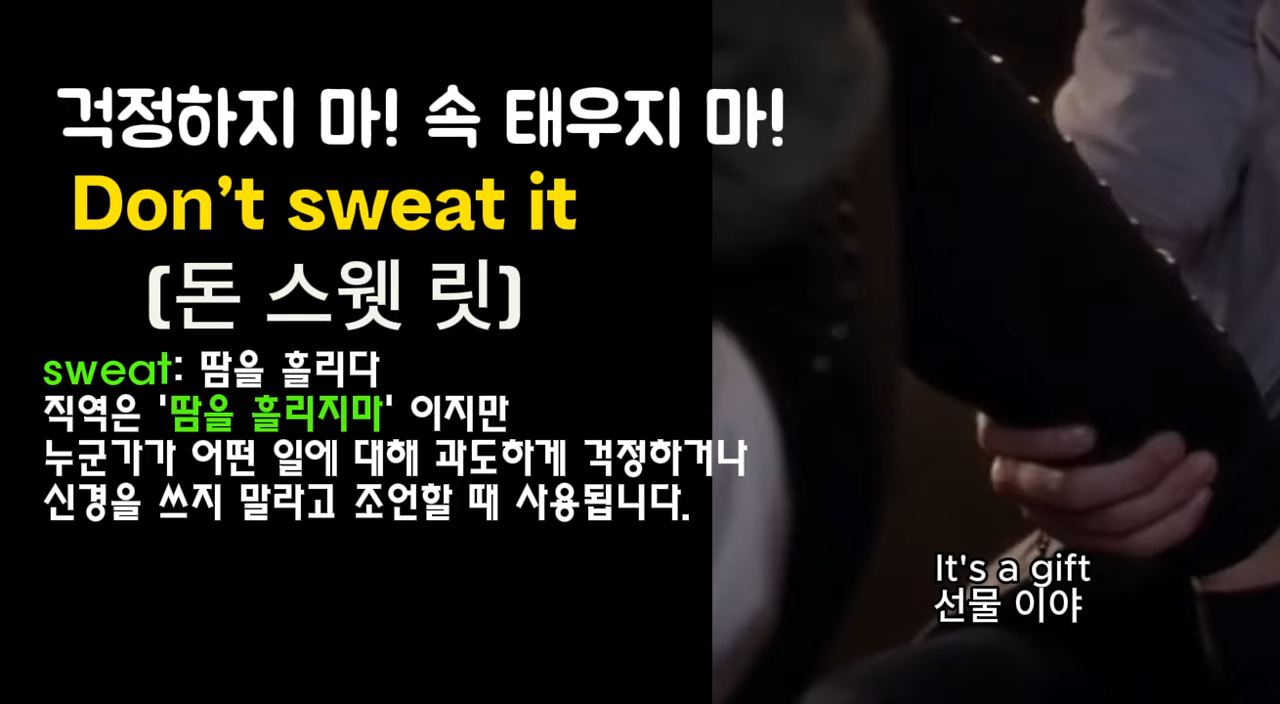 걱정하지 마! 속 태우지 마!
Don't sweat it
(돈 스웻 릿)
sweat: 땀을 흘리다
직역은 '땀을 흘리지마' 이지만
누군가가 어떤 일에 대해 과도하게 걱정하거나
신경을 쓰지 말라고 조언할 때 사용됩니다.
It's a gift
선물 이야